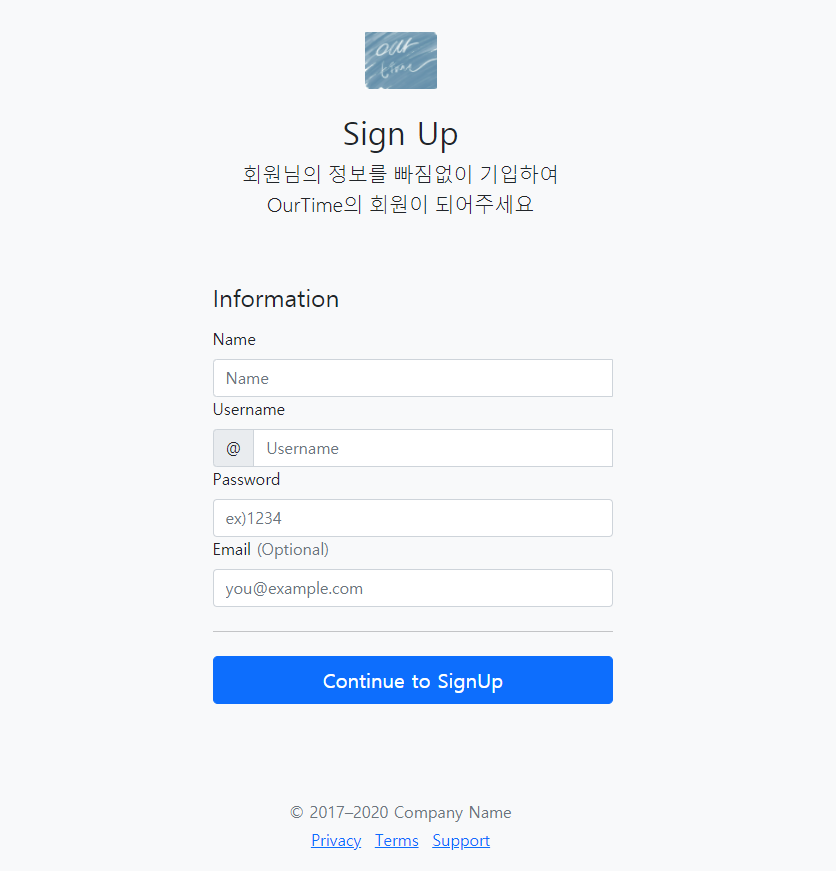 our
time
Sign Up
회원님의 정보를 빠짐없이 기입하여
OurTime의 회원이 되어주세요
Information
Name
Name
Username
@ Username
Password
ex)1234
Email (Optional)
you@example.com
Continue to SignUp
© 2017–2020 Company Name
Privacy Terms Support